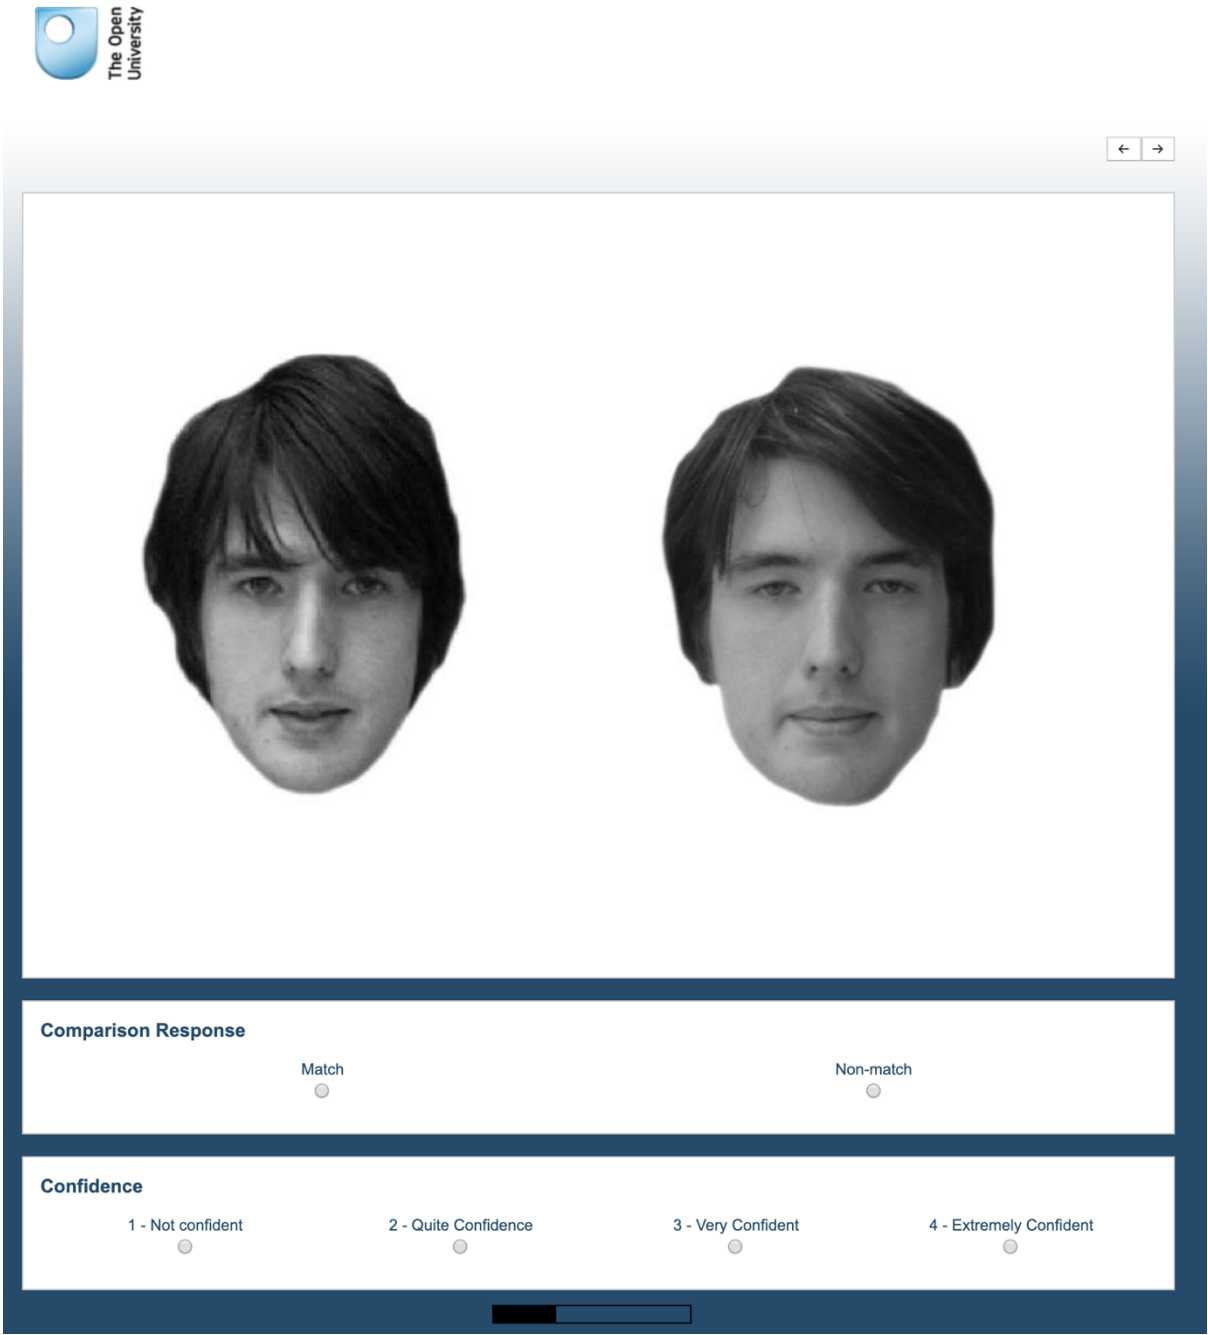 The Open
University
← →
Comparison Response
Match Non-match
Confidence
1 - Not confident 2 - Quite Confidence 3 - Very Confident 4 - Extremely Confident